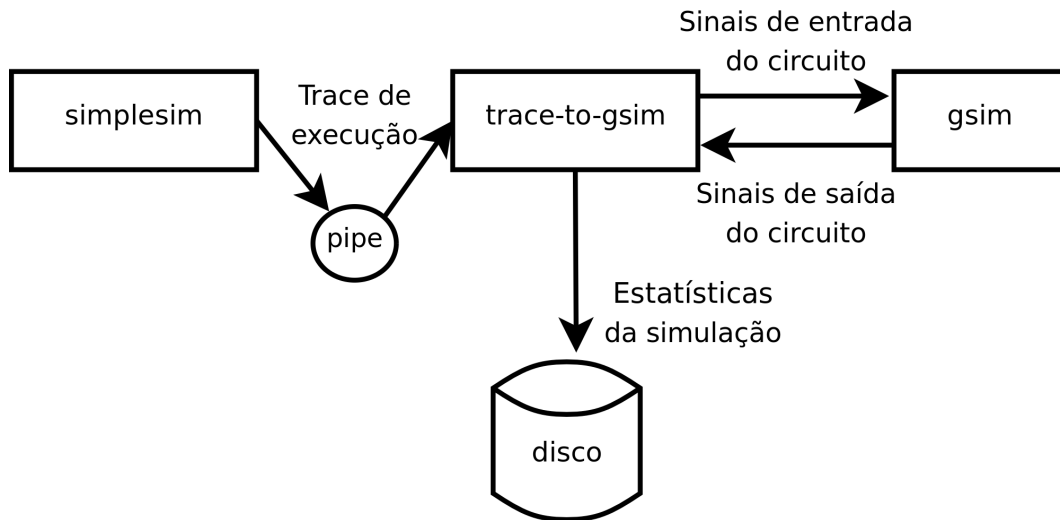 simplesim
Trace de
execução
pipe
trace-to-gsim
Sinais de entrada
do circuito
gsim
Sinais de saída
do circuito
Estatísticas
da simulação
disco